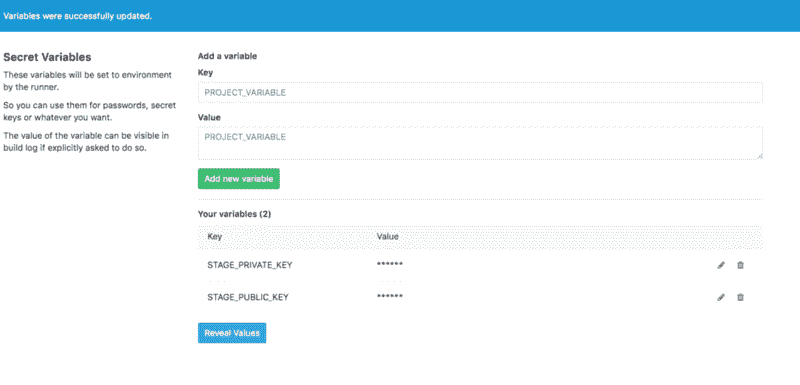 Variables were successfully updated.
Secret Variables
These variables will be set to environment
by the runner.
So you can use them for passwords, secret
keys or whatever you want.
The value of the variable can be visible in
build log if explicitly asked to do so.
Add a variable
Key
PROJECT_VARIABLE
Value
PROJECT_VARIABLE
Add new variable
Your variables (2)
Key Value
STAGE_PRIVATE_KEY ******
STAGE_PUBLIC_KEY ******
Reveal Values